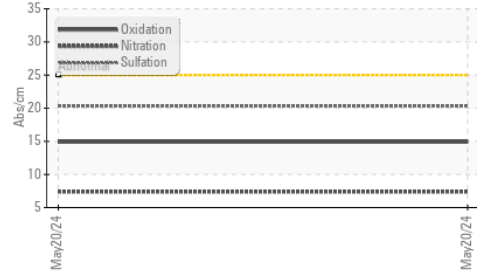 35
30
25
20
15
10
5
Abs/cm
Oxidation
Nitration
Sulfation
Abnormal
May20/24
May20/24